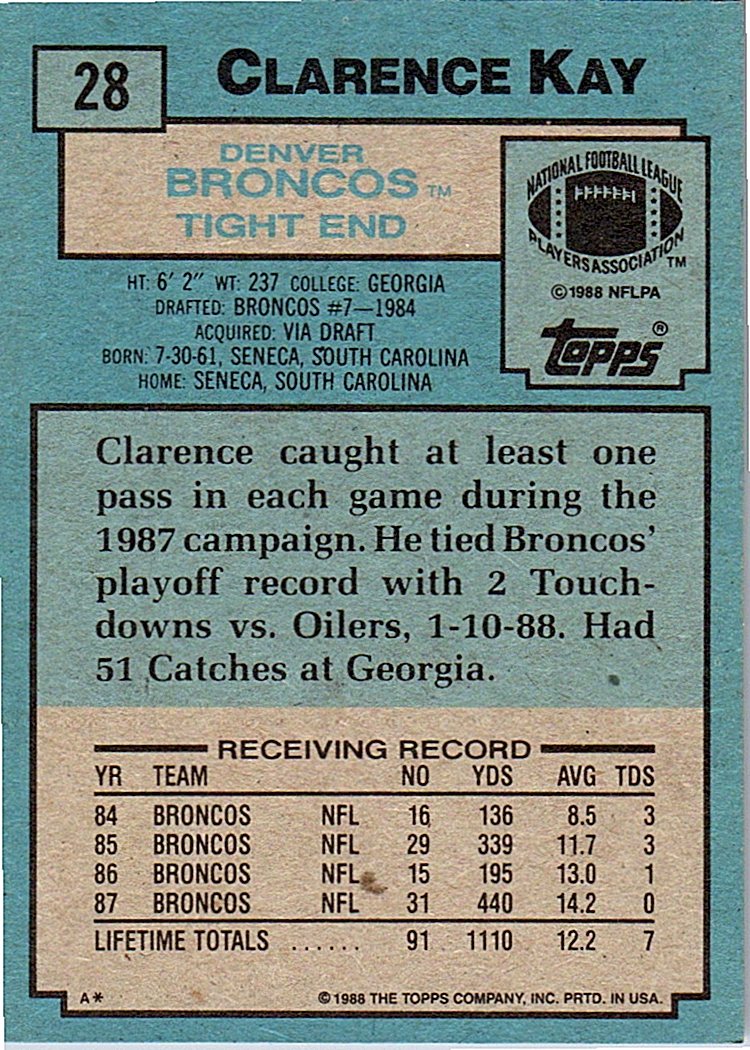 28
CLARENCE KAY
DENVER
BRONCOS TM
TIGHT END
NATIONAL FOOTBALL LEAGUE
PLAYERS ASSOCIATION TM
© 1988 NFLPA
topps®
HT: 6' 2" WT: 237 COLLEGE: GEORGIA
DRAFTED: BRONCOS #7—1984
ACQUIRED: VIA DRAFT
BORN: 7-30-61, SENECA, SOUTH CAROLINA
HOME: SENECA, SOUTH CAROLINA
Clarence caught at least one
pass in each game during the
1987 campaign. He tied Broncos'
playoff record with 2 Touch-
downs vs. Oilers, 1-10-88. Had
51 Catches at Georgia.
RECEIVING RECORD
YR TEAM NO YDS AVG TDS
84 BRONCOS NFL 16 136 8.5 3
85 BRONCOS NFL 29 339 11.7 3
86 BRONCOS NFL 15 195 13.0 1
87 BRONCOS NFL 31 440 14.2 0
LIFETIME TOTALS ...... 91 1110 12.2 7
A* © 1988 THE TOPPS COMPANY, INC. PRTD. IN USA.